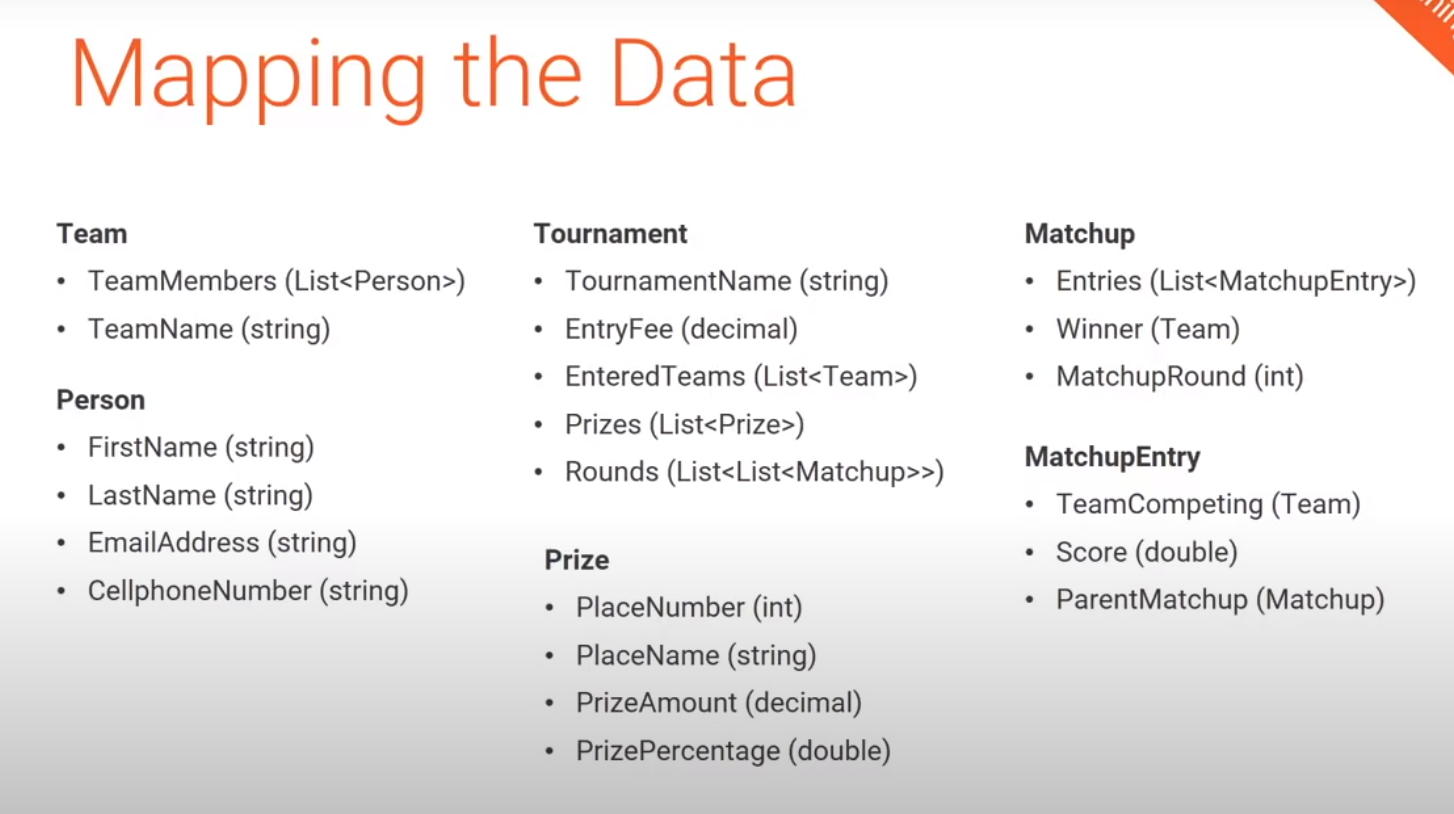 Mapping the Data
Team
• TeamMembers (List<Person>)
• TeamName (string)
Person
• FirstName (string)
• LastName (string)
• EmailAddress (string)
• CellphoneNumber (string)
Tournament
• TournamentName (string)
• EntryFee (decimal)
• EnteredTeams (List<Team>)
• Prizes (List<Prize>)
• Rounds (List<List<Matchup>>)
Prize
• PlaceNumber (int)
• PlaceName (string)
• PrizeAmount (decimal)
• PrizePercentage (double)
Matchup
• Entries (List<MatchupEntry>)
• Winner (Team)
• MatchupRound (int)
MatchupEntry
• TeamCompeting (Team)
• Score (double)
• ParentMatchup (Matchup)